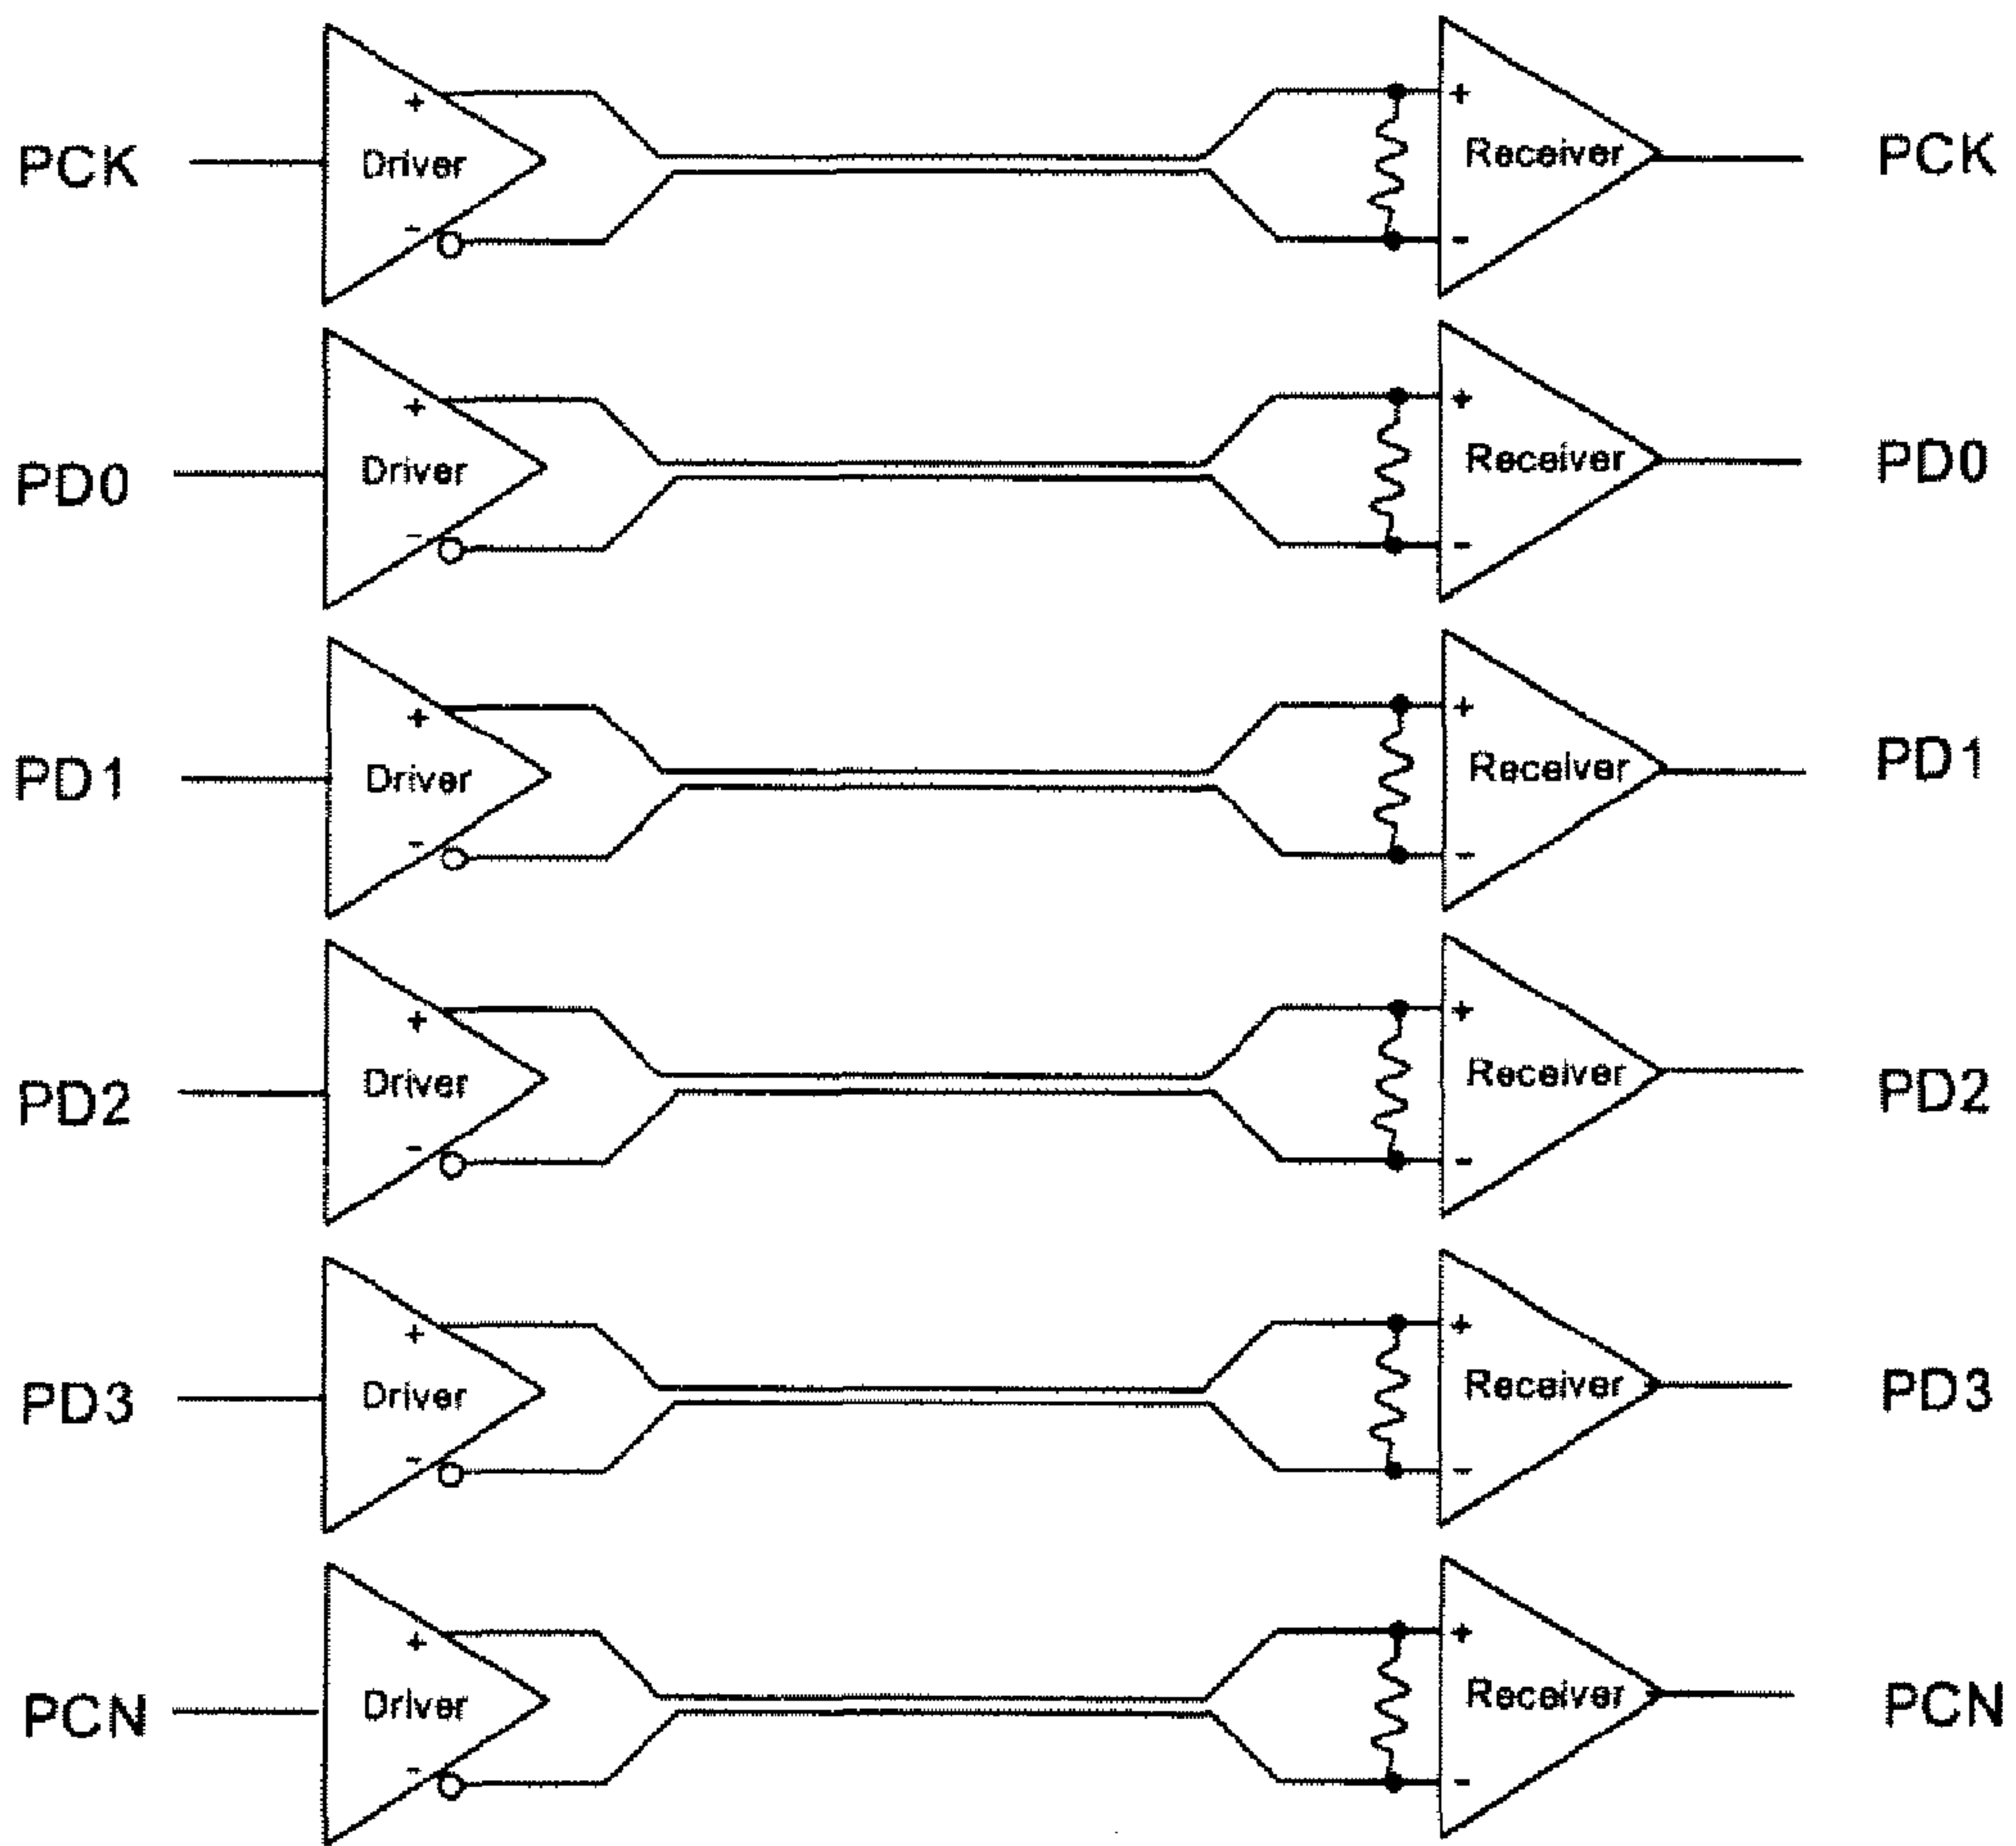 PCK + Driver - + Receiver - PCK
PD0 + Driver - + Receiver - PD0
PD1 + Driver - + Receiver - PD1
PD2 + Driver - + Receiver - PD2
PD3 + Driver - + Receiver - PD3
PCN + Driver - + Receiver - PCN